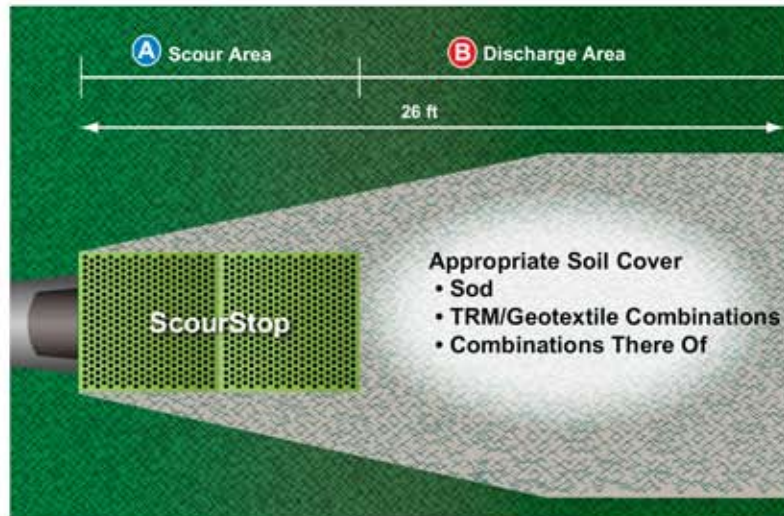 A Scour Area
B Discharge Area
26 ft
ScourStop
Appropriate Soil Cover
• Sod
• TRM/Geotextile Combinations
• Combinations There Of